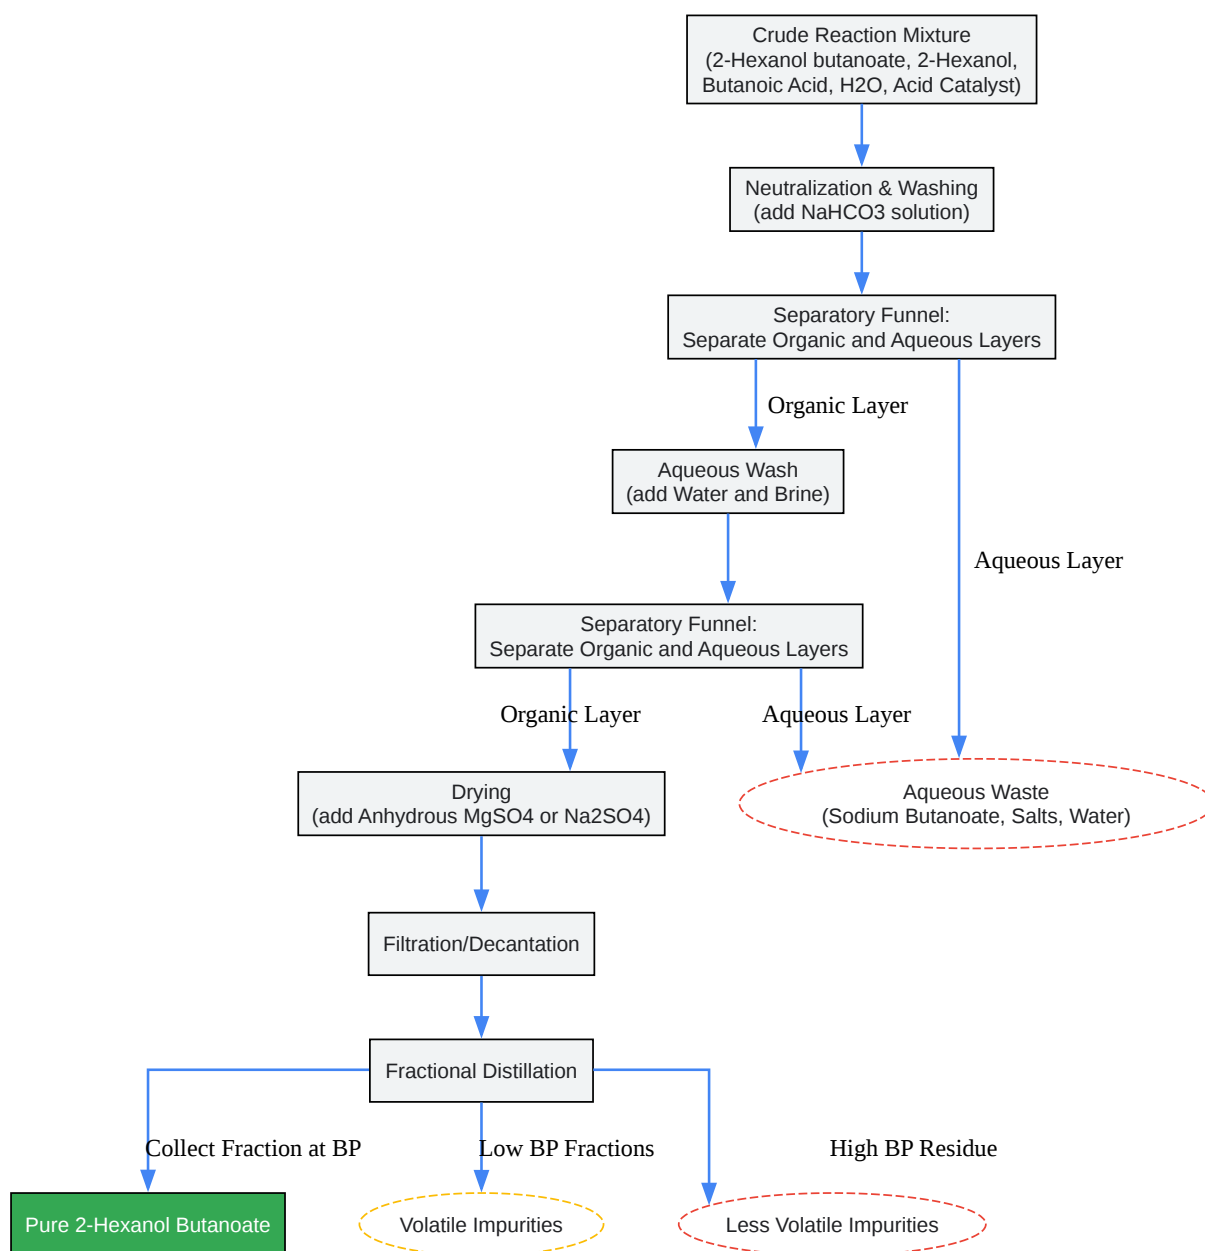 Crude Reaction Mixture
(2-Hexanol butanoate, 2-Hexanol,
Butanoic Acid, H2O, Acid Catalyst)
Neutralization & Washing
(add NaHCO3 solution)
Separatory Funnel:
Separate Organic and Aqueous Layers
Organic Layer
Aqueous Wash
(add Water and Brine)
Aqueous Layer
Separatory Funnel:
Separate Organic and Aqueous Layers
Organic Layer
Aqueous Layer
Drying
(add Anhydrous MgSO4 or Na2SO4)
Aqueous Waste
(Sodium Butanoate, Salts, Water)
Filtration/Decantation
Fractional Distillation
Collect Fraction at BP
Low BP Fractions
High BP Residue
Pure 2-Hexanol Butanoate
Volatile Impurities
Less Volatile Impurities